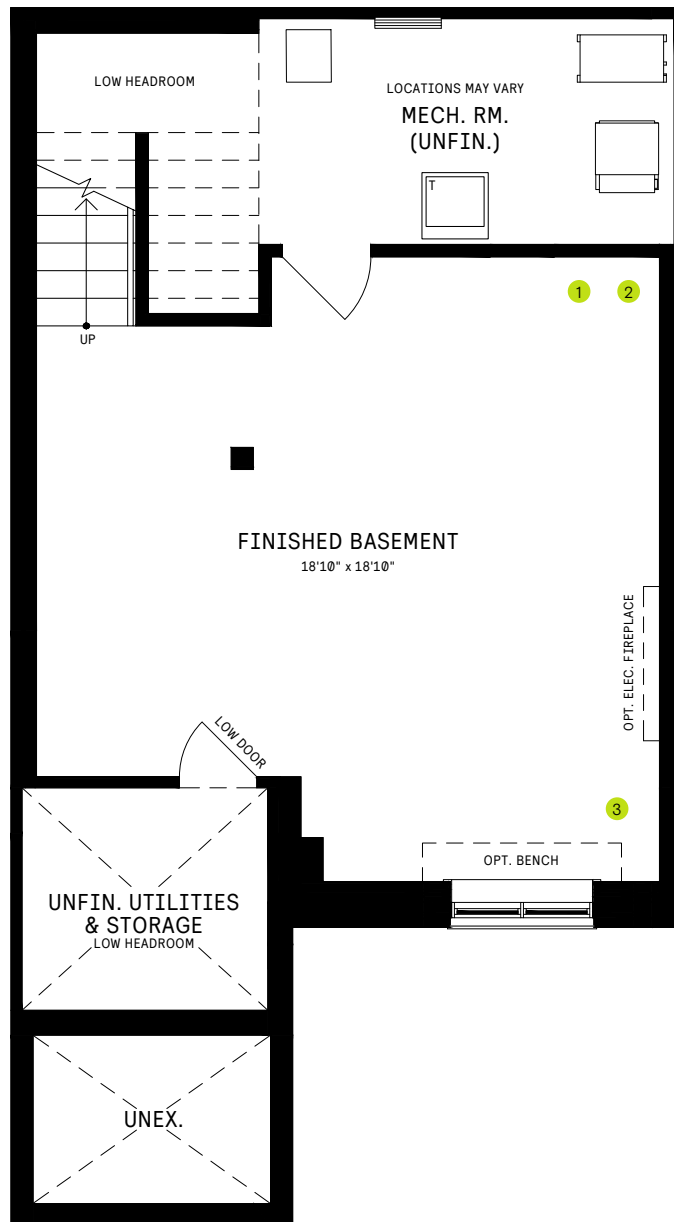 LOW HEADROOM
LOCATIONS MAY VARY
MECH. RM.
(UNFIN.)
T
1
2
UP
FINISHED BASEMENT
18'10" x 18'10"
OPT. ELEC. FIREPLACE
LOW DOOR
3
OPT. BENCH
UNFIN. UTILITIES
& STORAGE
LOW HEADROOM
UNEX.